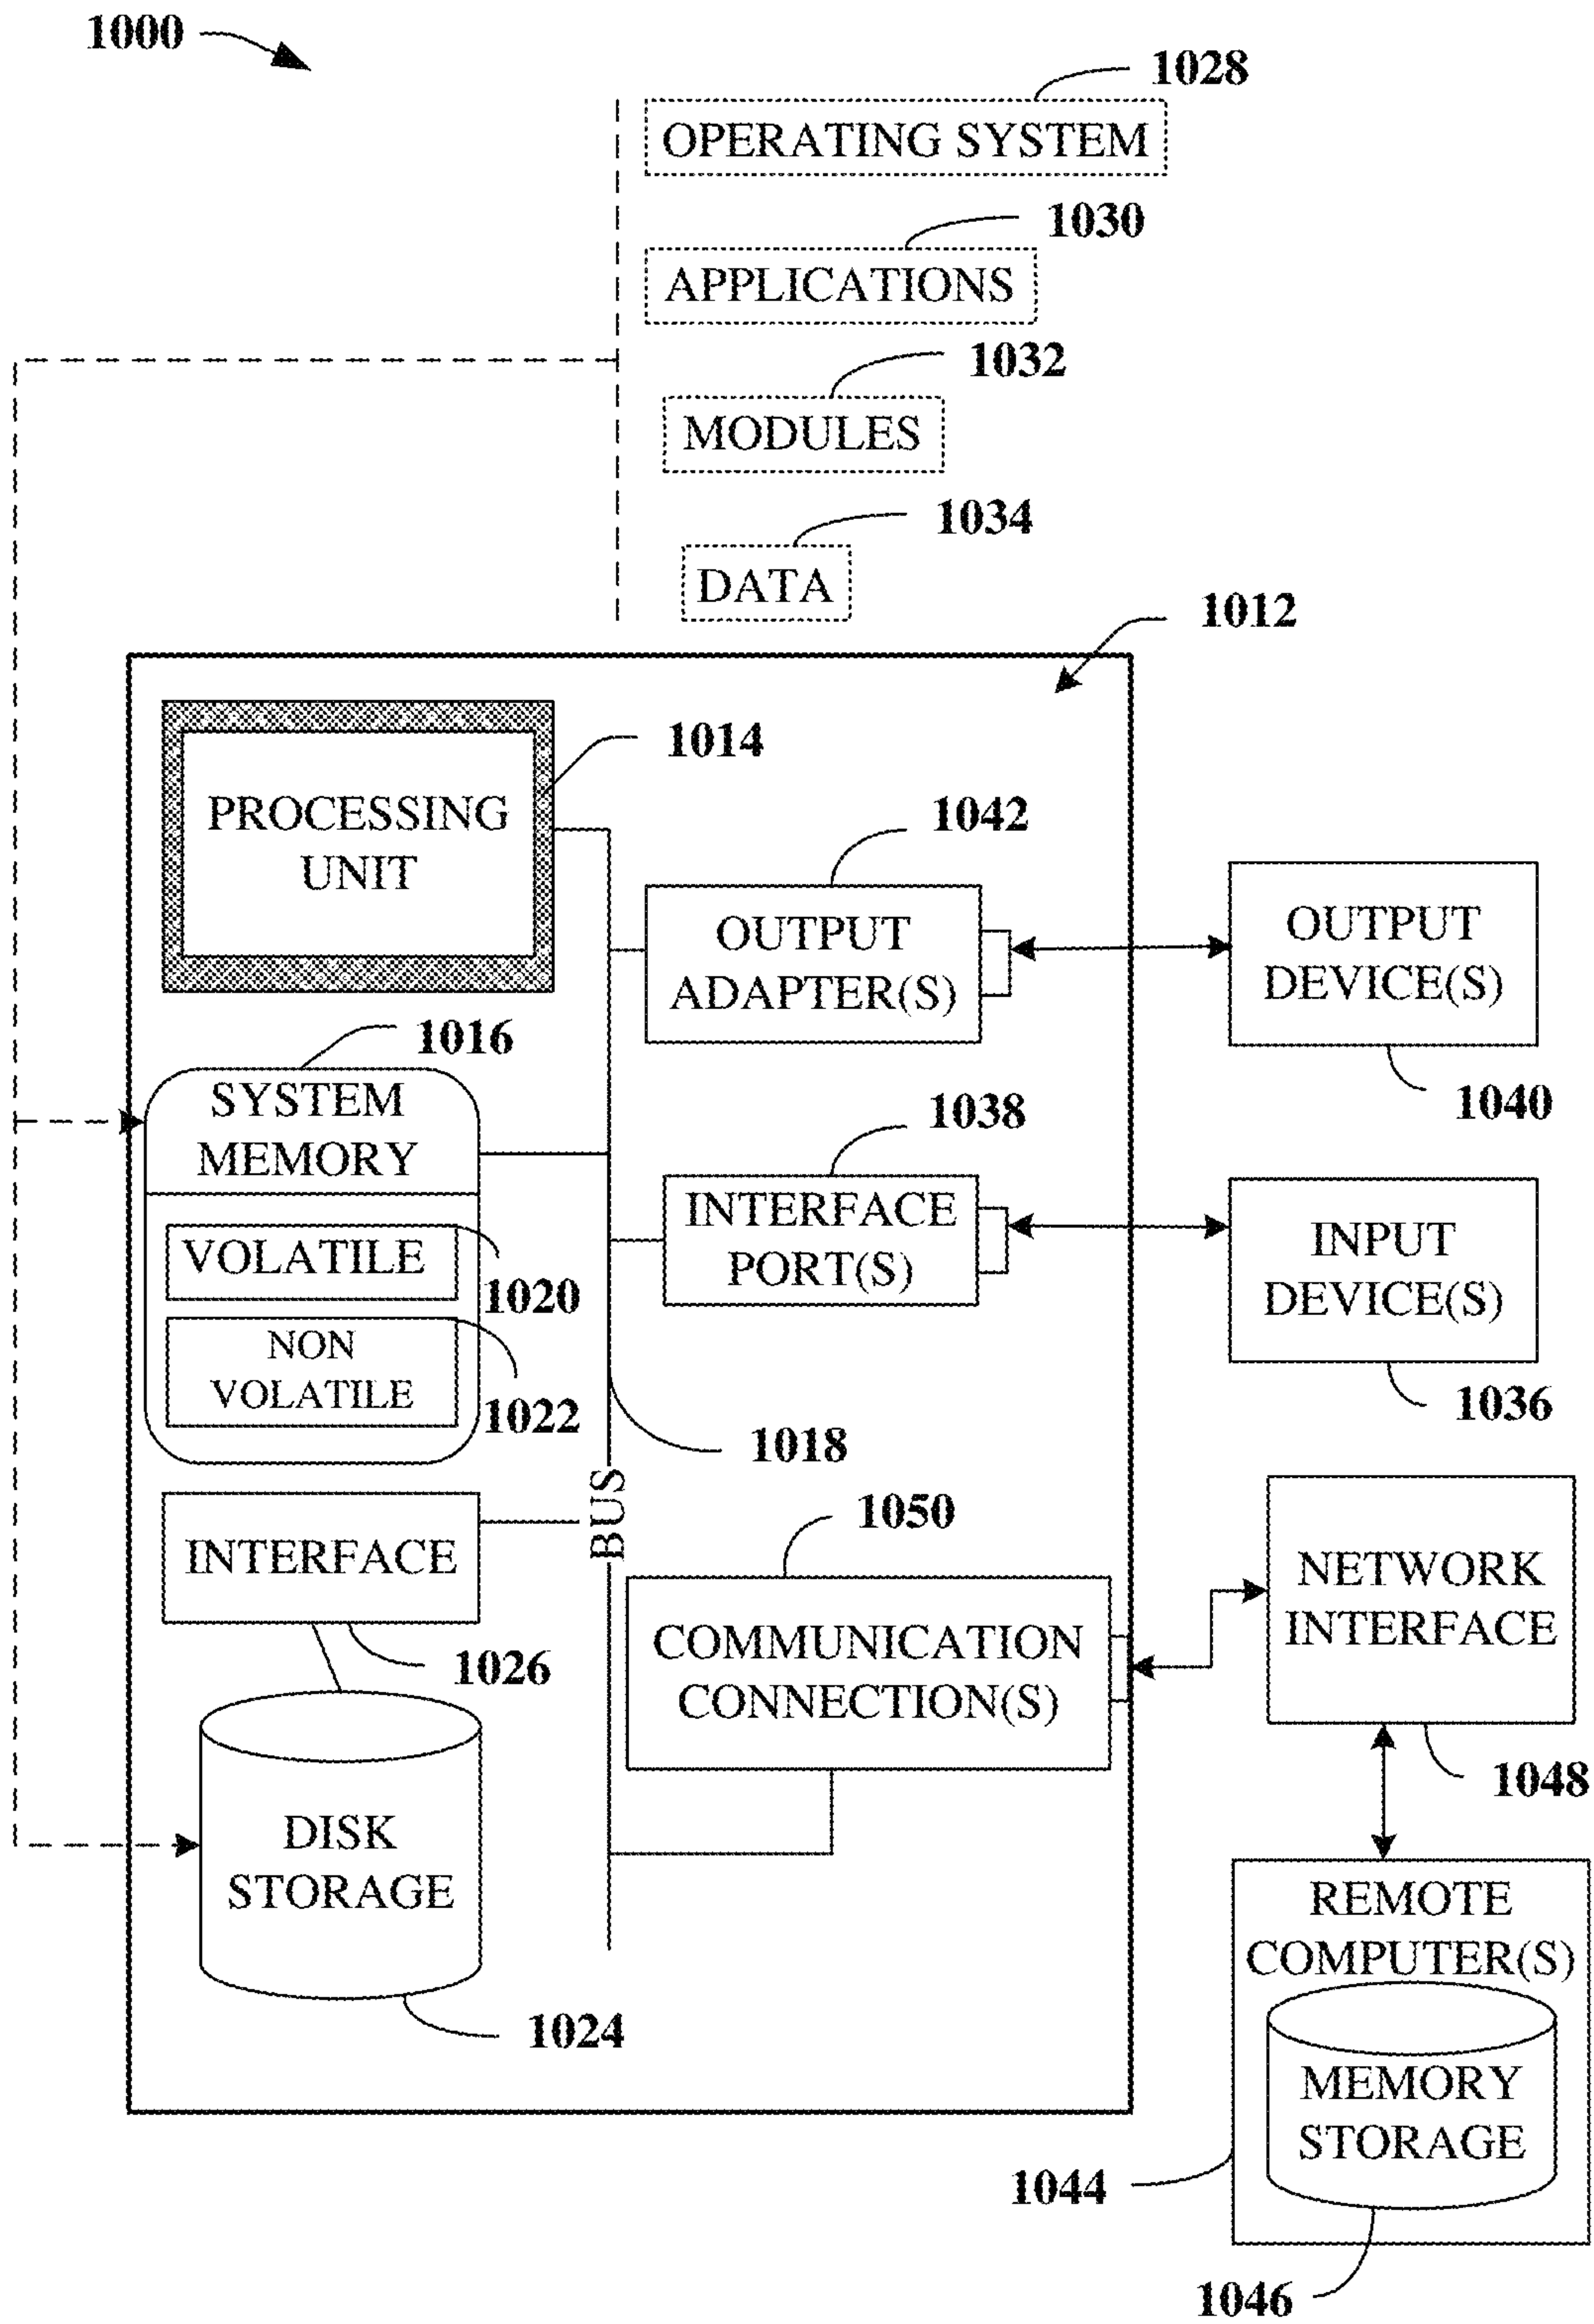 1000
1028
OPERATING SYSTEM
1030
APPLICATIONS
1032
MODULES
1034
DATA
1012
PROCESSING
UNIT
1014
1042
OUTPUT
ADAPTER(S)
OUTPUT
DEVICE(S)
1040
1016
SYSTEM
MEMORY
VOLATILE
1020
NON
VOLATILE
1022
1038
INTERFACE
PORT(S)
INPUT
DEVICE(S)
1036
1018
BUS
INTERFACE
1026
1050
COMMUNICATION
CONNECTION(S)
NETWORK
INTERFACE
1048
DISK
STORAGE
1024
REMOTE
COMPUTER(S)
MEMORY
STORAGE
1044
1046